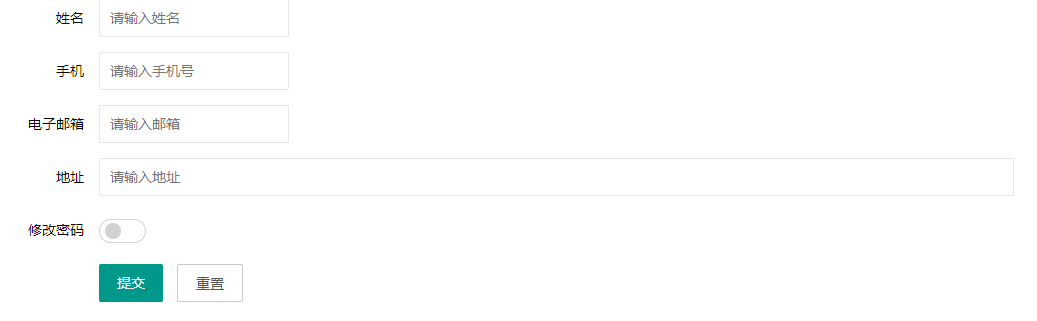 姓名 请输入姓名
手机 请输入手机号
电子邮箱 请输入邮箱
地址 请输入地址
修改密码
提交 重置